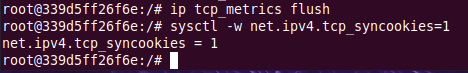 root@339d5ff26f6e:/# ip tcp_metrics flush
root@339d5ff26f6e:/# sysctl -w net.ipv4.tcp_syncookies=1
net.ipv4.tcp_syncookies = 1
root@339d5ff26f6e:/#